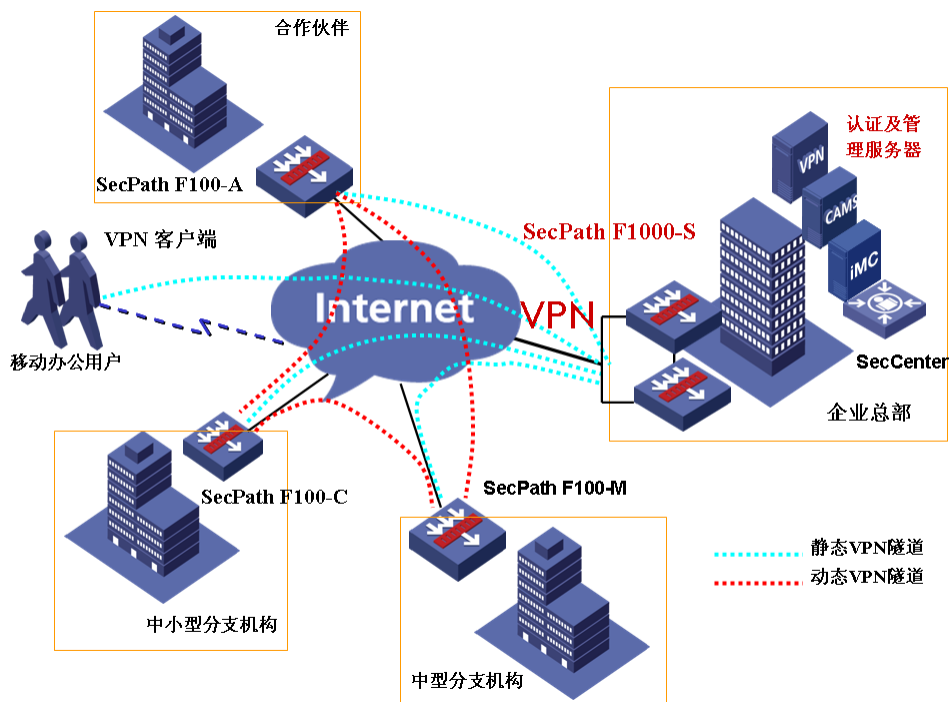 合作伙伴
SecPath F100-A
VPN 客户端
移动办公用户
Internet
VPN
SecPath F1000-S
认证及管
理服务器
VPN
CAMS
iMC
SecCenter
企业总部
SecPath F100-C
中小型分支机构
SecPath F100-M
中型分支机构
静态VPN隧道
动态VPN隧道